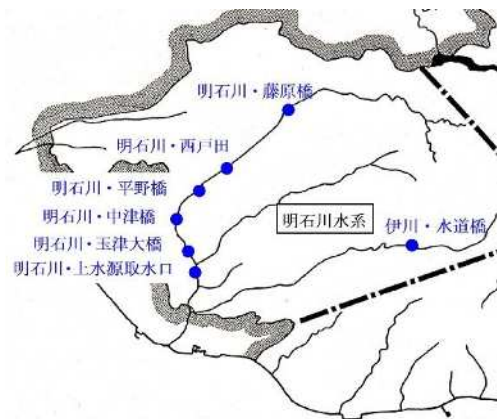 明石川・藤原橋
明石川・西戸田
明石川・平野橋
明石川・中津橋
明石川水系
伊川・水道橋
明石川・玉津大橋
明石川・上水源取水口